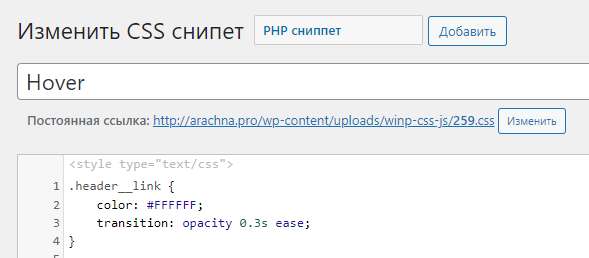 Изменить CSS снипет PHP сниппет Добавить
Hover
Постоянная ссылка: http://arachna.pro/wp-content/uploads/winp-css-js/259.css Изменить
<style type="text/css">
1 .header__link {
2 color: #FFFFFF;
3 transition: opacity 0.3s ease;
4 }